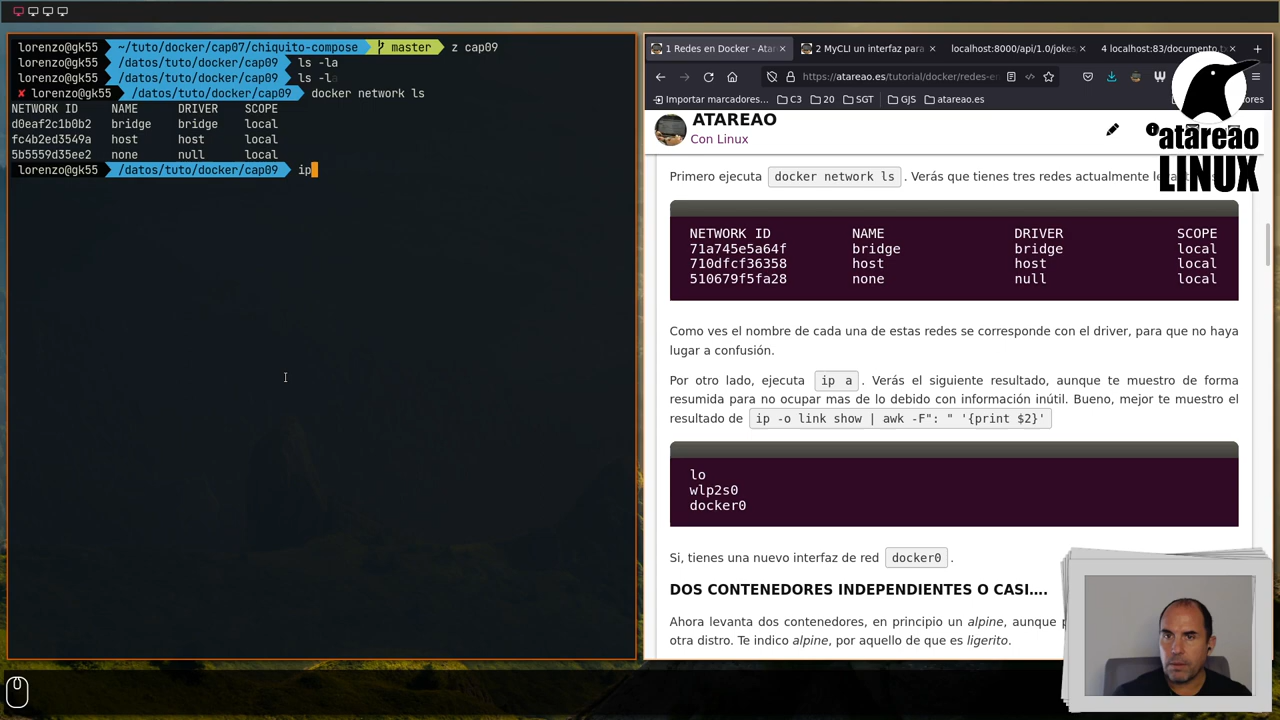 lorenzo@gk55 ~/tuto/docker/cap07/chiquito-compose master z cap09
lorenzo@gk55 /datos/tuto/docker/cap09 ls -la
lorenzo@gk55 /datos/tuto/docker/cap09 ls -la
✘ lorenzo@gk55 /datos/tuto/docker/cap09 docker network ls
NETWORK ID NAME DRIVER SCOPE
d0eaf2c1b0b2 bridge bridge local
fc4b2ed3549a host host local
5b5559d35ee2 none null local
lorenzo@gk55 /datos/tuto/docker/cap09 ip
1 Redes en Docker - Atar
2 MyCLI un interfaz para
localhost:8000/api/1.0/jokes
4 localhost:83/documento.
https://atareao.es/tutorial/docker/redes-e
Importar marcadores...
C3
20
SGT
GJS
atareao.es
ores
ATAREAO
Con Linux
atareao
LINUX
Primero ejecuta docker network ls . Verás que tienes tres redes actualmente
NETWORK ID NAME DRIVER SCOPE
71a745e5a64f bridge bridge local
710dfcf36358 host host local
510679f5fa28 none null local
Como ves el nombre de cada una de estas redes se corresponde con el driver, para que no haya
lugar a confusión.
Por otro lado, ejecuta ip a . Verás el siguiente resultado, aunque te muestro de forma
resumida para no ocupar mas de lo debido con información inútil. Bueno, mejor te muestro el
resultado de ip -o link show | awk -F": " '{print $2}'
lo
wlp2s0
docker0
Si, tienes una nuevo interfaz de red docker0 .
DOS CONTENEDORES INDEPENDIENTES O CASI....
Ahora levanta dos contenedores, en principio un alpine, aunque
otra distro. Te indico alpine, por aquello de que es ligerito.